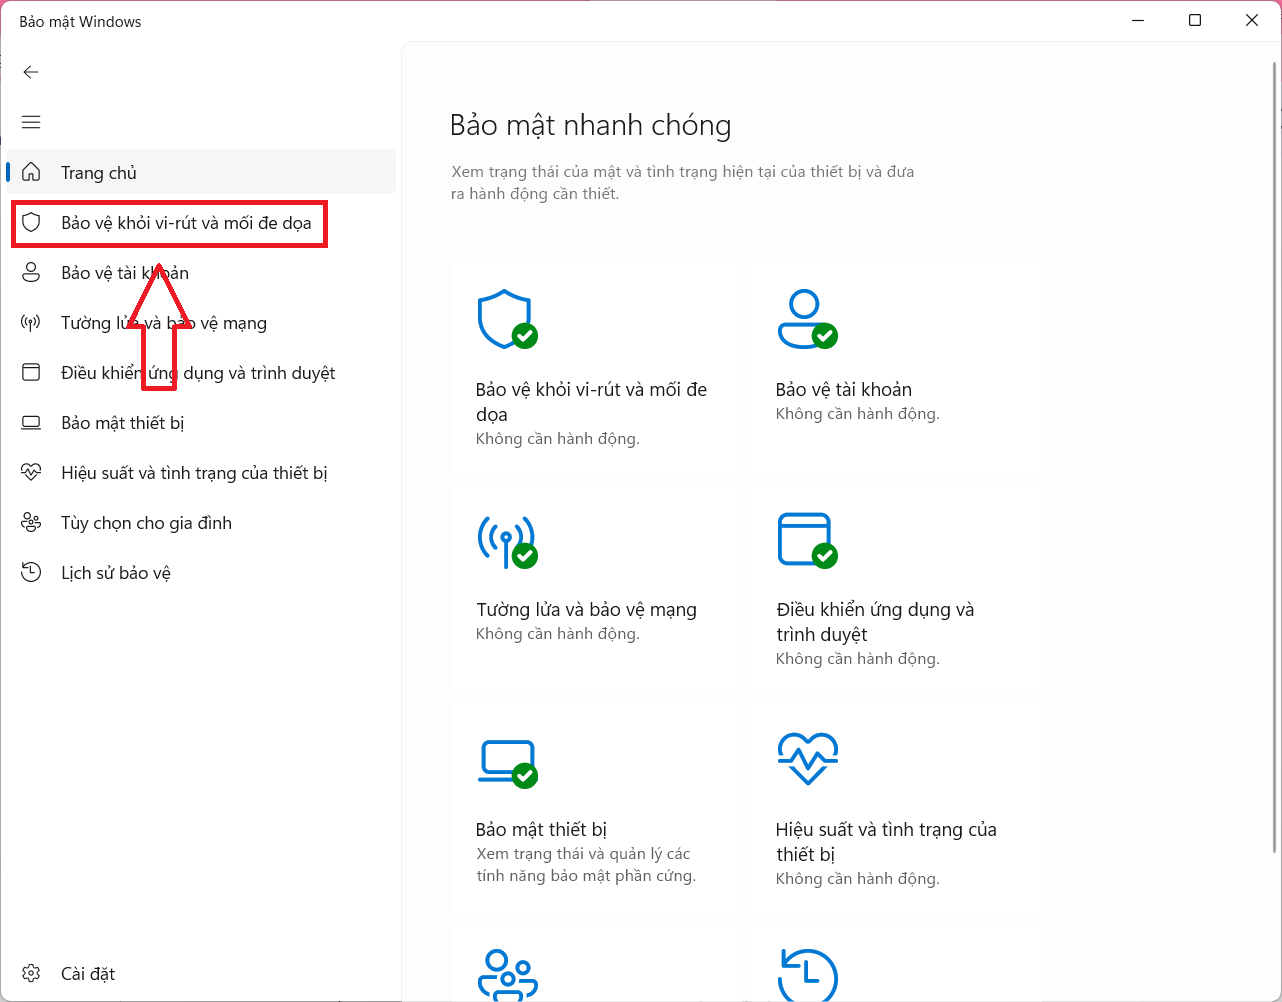 Bảo mật Windows
Trang chủ
Bảo vệ khỏi vi-rút và mối đe dọa
Bảo vệ tài khoản
Tường lửa và bảo vệ mạng
Điều khiển ứng dụng và trình duyệt
Bảo mật thiết bị
Hiệu suất và tình trạng của thiết bị
Tùy chọn cho gia đình
Lịch sử bảo vệ
Cài đặt
Bảo mật nhanh chóng
Xem trạng thái của mật và tình trạng hiện tại của thiết bị và đưa
ra hành động cần thiết.
Bảo vệ khỏi vi-rút và mối đe
dọa
Không cần hành động.
Bảo vệ tài khoản
Không cần hành động.
Tường lửa và bảo vệ mạng
Không cần hành động.
Điều khiển ứng dụng và
trình duyệt
Không cần hành động.
Bảo mật thiết bị
Xem trạng thái và quản lý các
tính năng bảo mật phần cứng.
Hiệu suất và tình trạng của
thiết bị
Không cần hành động.